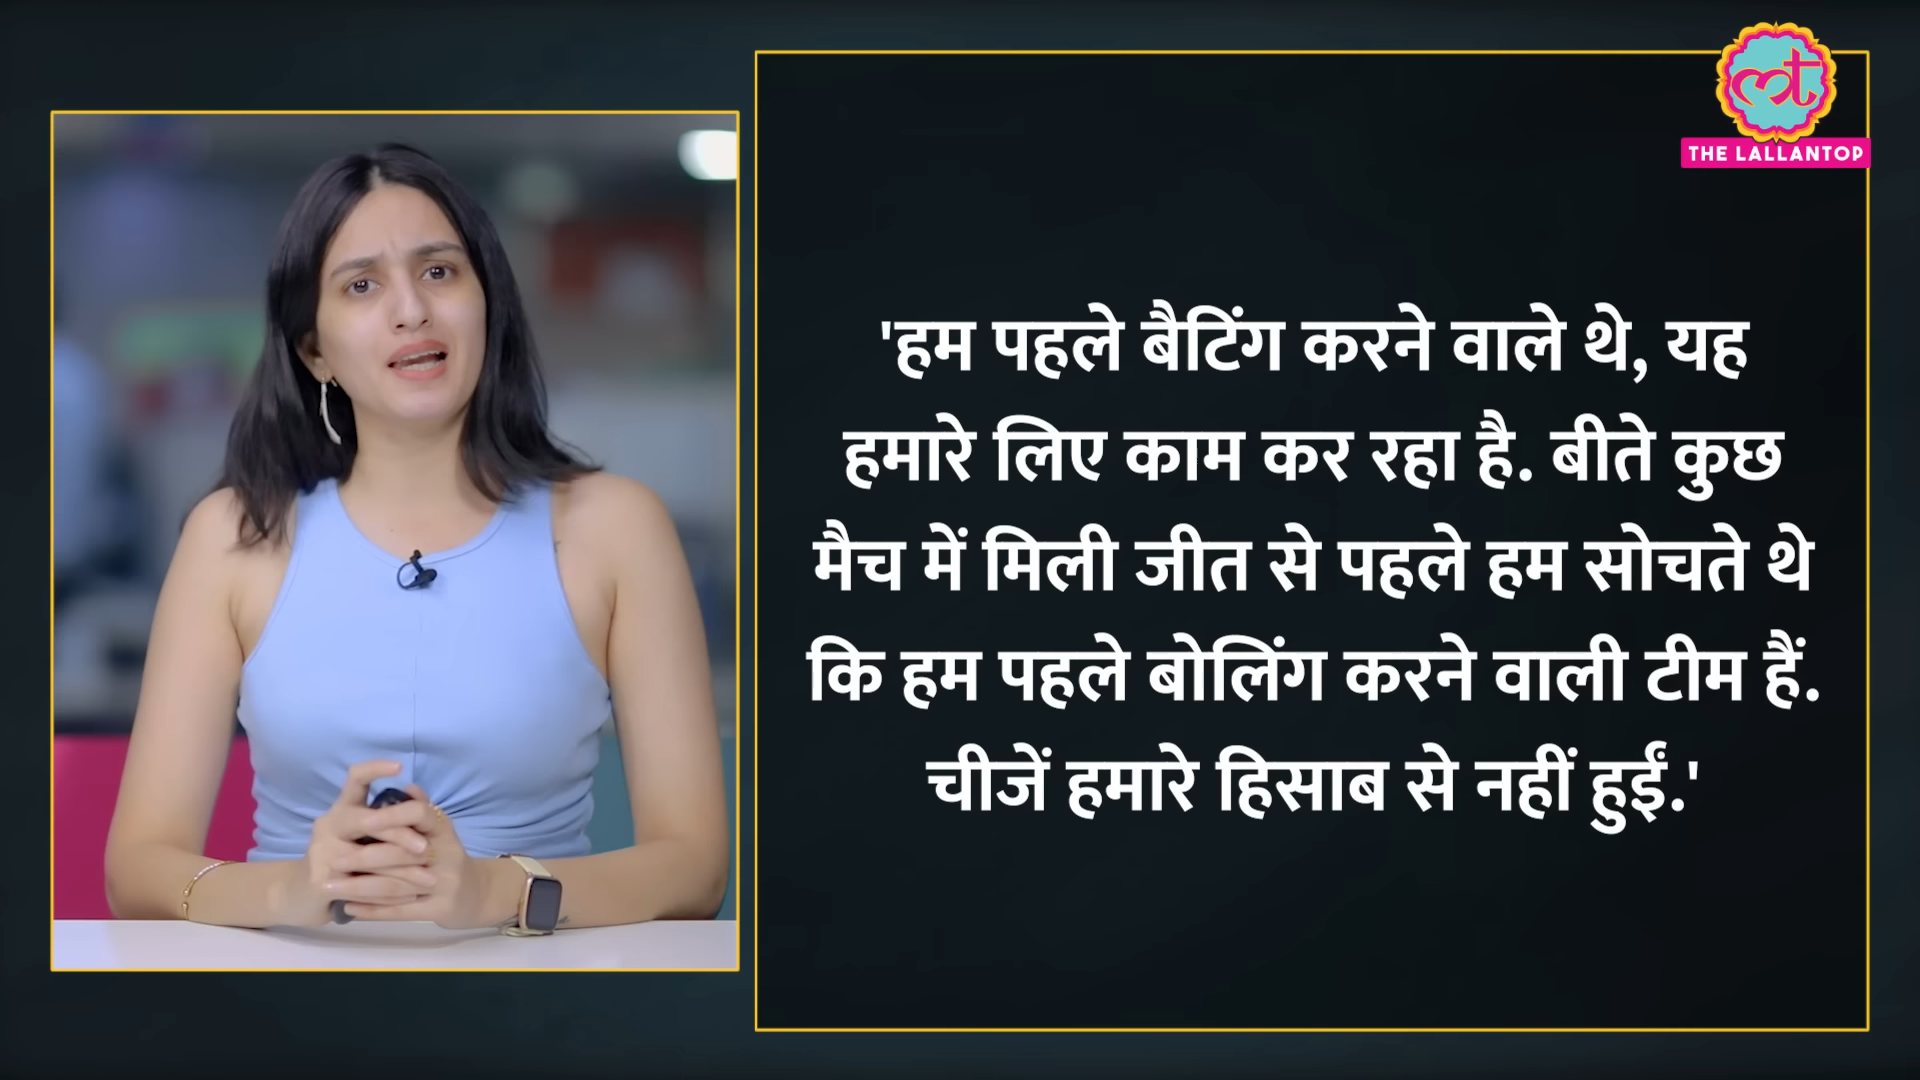 THE LALLANTOP
'हम पहले बैटिंग करने वाले थे, यह
हमारे लिए काम कर रहा है. बीते कुछ
मैच में मिली जीत से पहले हम सोचते थे
कि हम पहले बोलिंग करने वाली टीम हैं.
चीजें हमारे हिसाब से नहीं हुईं.'